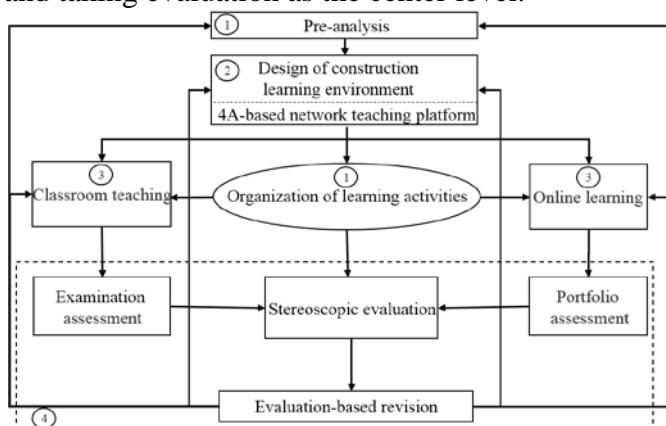 and taking evaluation as the center level.
① Pre-analysis
② Design of construction
learning environment
4A-based network teaching platform
③
Classroom teaching
①
Organization of learning activities
③
Online learning
Examination
assessment
Stereoscopic evaluation
Portfolio
assessment
Evaluation-based revision
④